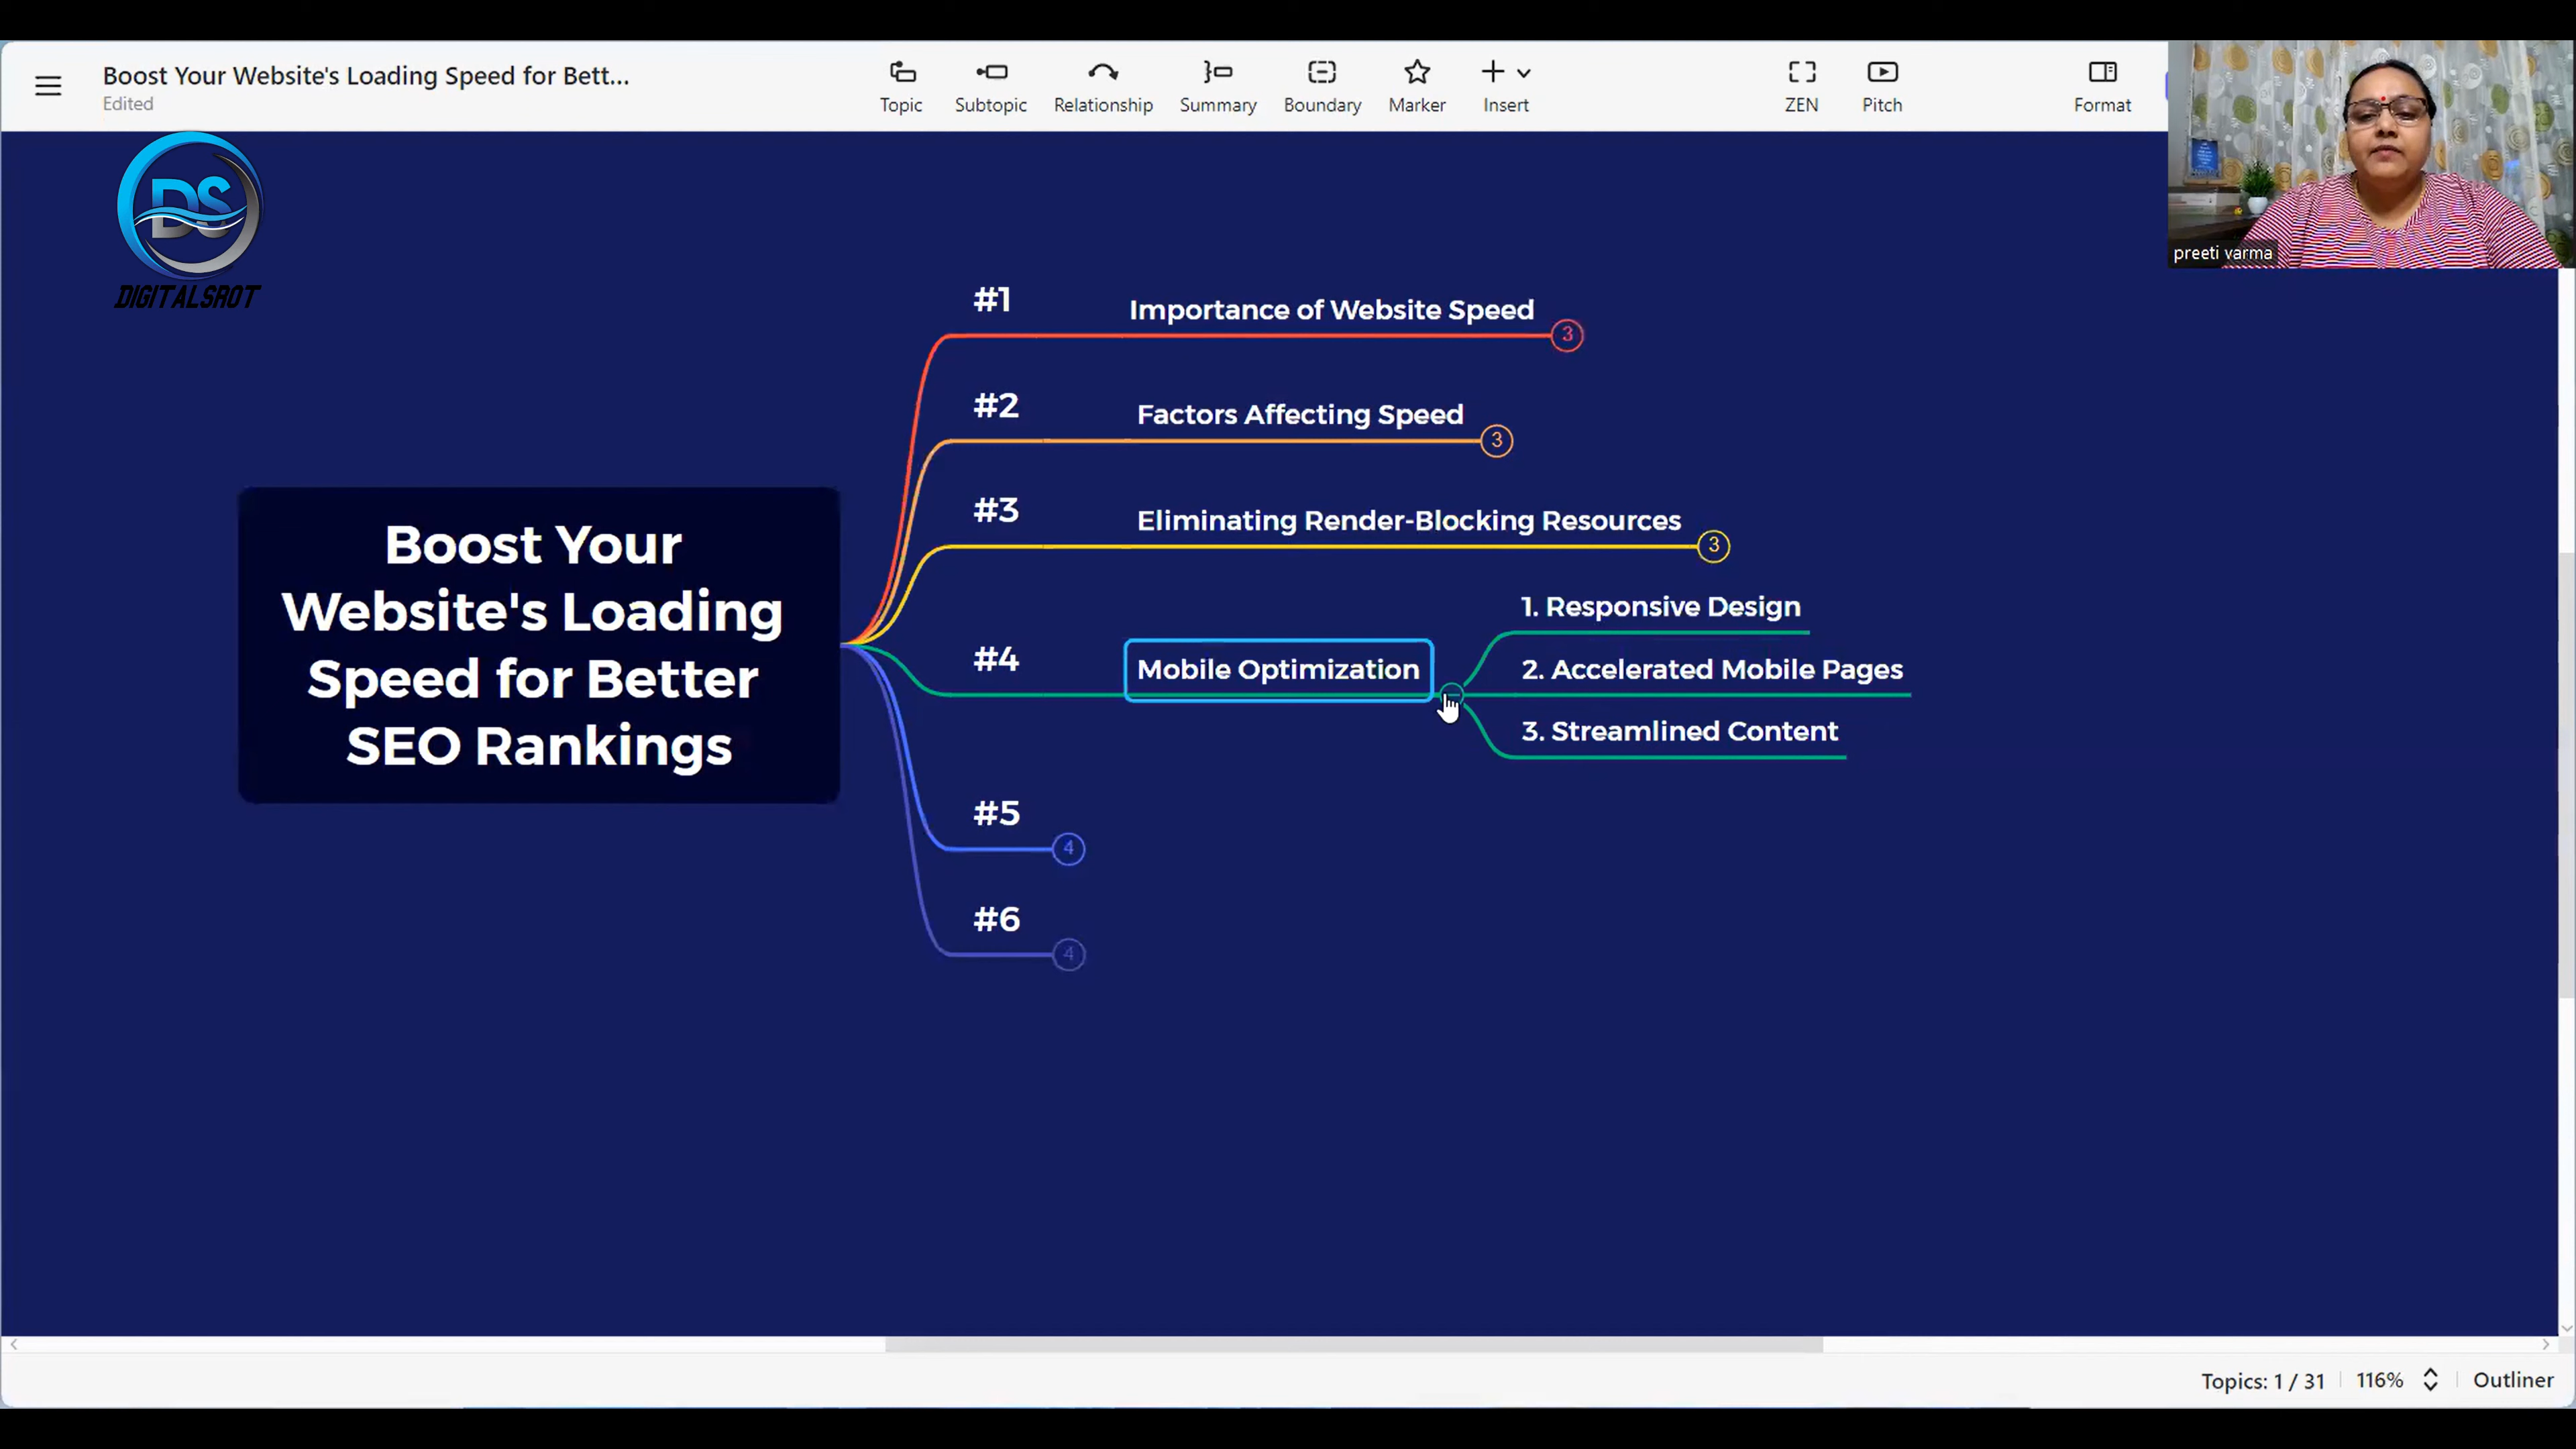 Boost Your Website's Loading Speed for Bett...
Edited
Topic
Subtopic
Relationship
Summary
Boundary
Marker
Insert
ZEN
Pitch
Format
DS
DIGITALSROT
preeti varma
#1
Importance of Website Speed
3
#2
Factors Affecting Speed
3
#3
Eliminating Render-Blocking Resources
3
Boost Your
Website's Loading
Speed for Better
SEO Rankings
#4
Mobile Optimization
1. Responsive Design
2. Accelerated Mobile Pages
3. Streamlined Content
#5
4
#6
4
Topics: 1 / 31
116%
Outliner